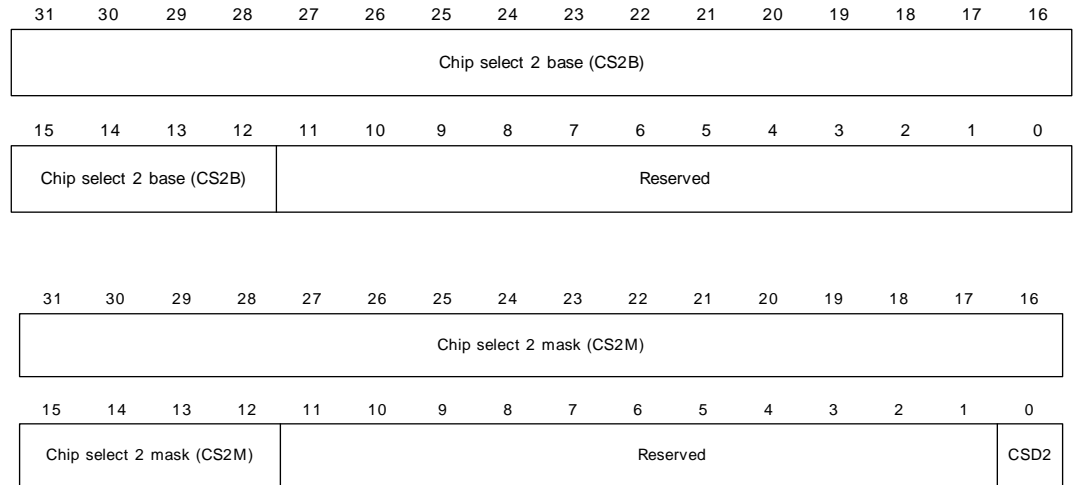 31 30 29 28 27 26 25 24 23 22 21 20 19 18 17 16
Chip select 2 base (CS2B)
15 14 13 12 11 10 9 8 7 6 5 4 3 2 1 0
Chip select 2 base (CS2B) Reserved
31 30 29 28 27 26 25 24 23 22 21 20 19 18 17 16
Chip select 2 mask (CS2M)
15 14 13 12 11 10 9 8 7 6 5 4 3 2 1 0
Chip select 2 mask (CS2M) Reserved CSD2